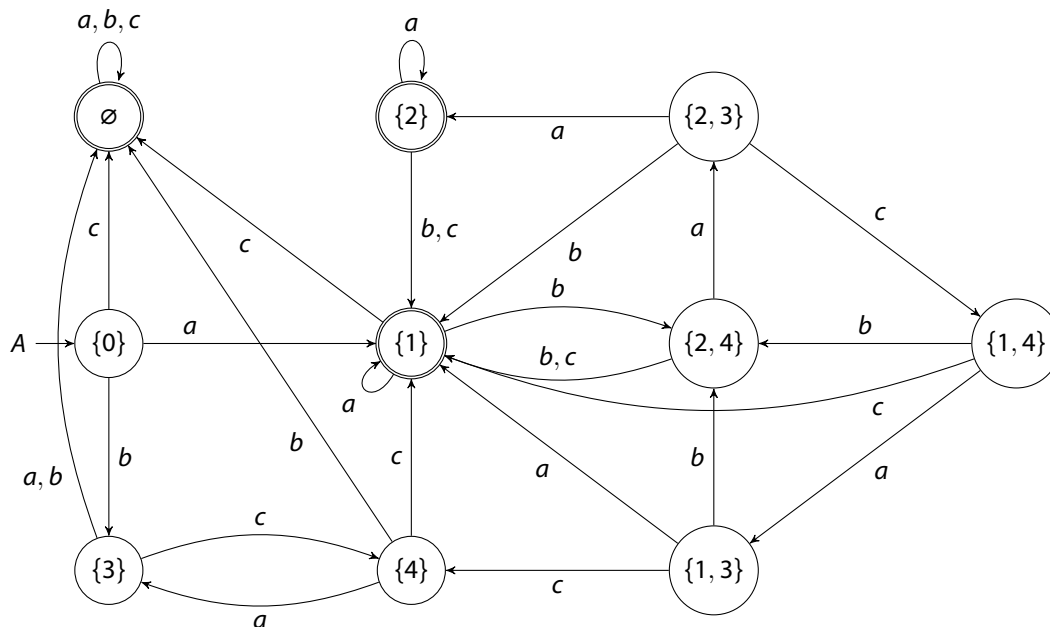 a, b, c
a
∅
{2}
{2, 3}
a
c
c
b, c
b
a
c
b
A
{0}
a
{1}
b, c
{2, 4}
b
{1, 4}
a
c
b
a, b
b
c
a
b
a
c
{3}
{4}
c
{1, 3}
a